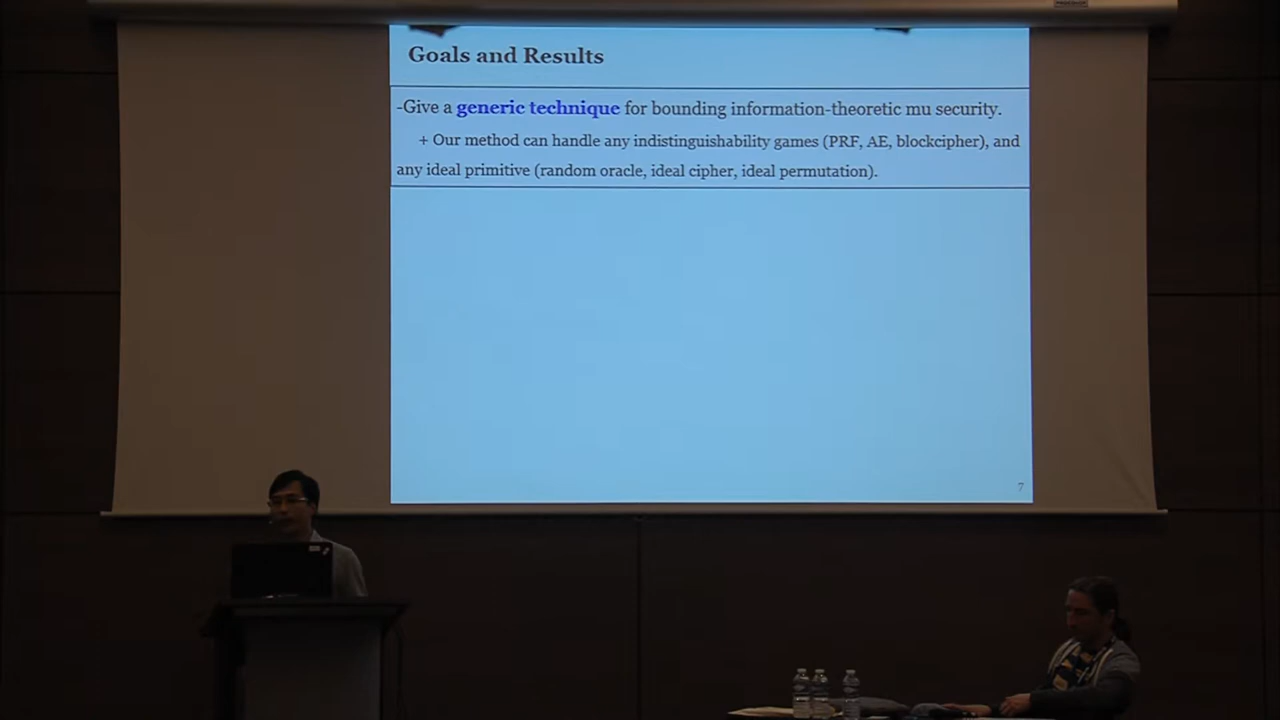 Goals and Results
-Give a generic technique for bounding information-theoretic mu security.
+ Our method can handle any indistinguishability games (PRF, AE, blockcipher), and
any ideal primitive (random oracle, ideal cipher, ideal permutation).
7